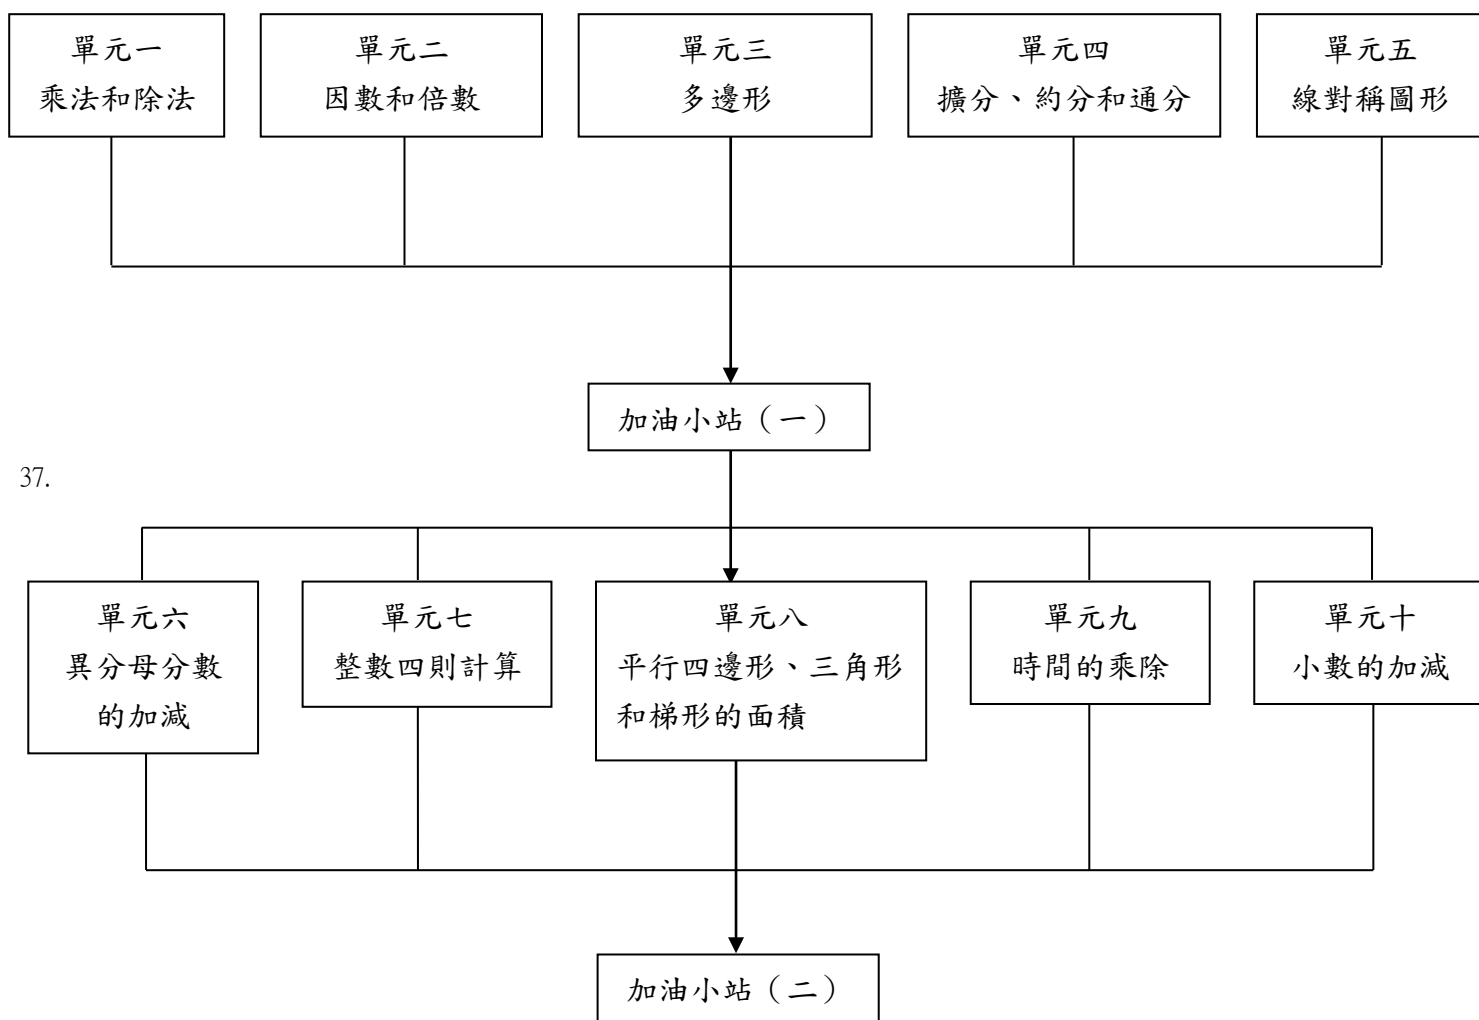 單元一
乘法和除法
單元二
因數和倍數
單元三
多邊形
單元四
擴分、約分和通分
單元五
線對稱圖形
加油小站（一）
37.
單元六
異分母分數
的加減
單元七
整數四則計算
單元八
平行四邊形、三角形
和梯形的面積
單元九
時間的乘除
單元十
小數的加減
加油小站（二）